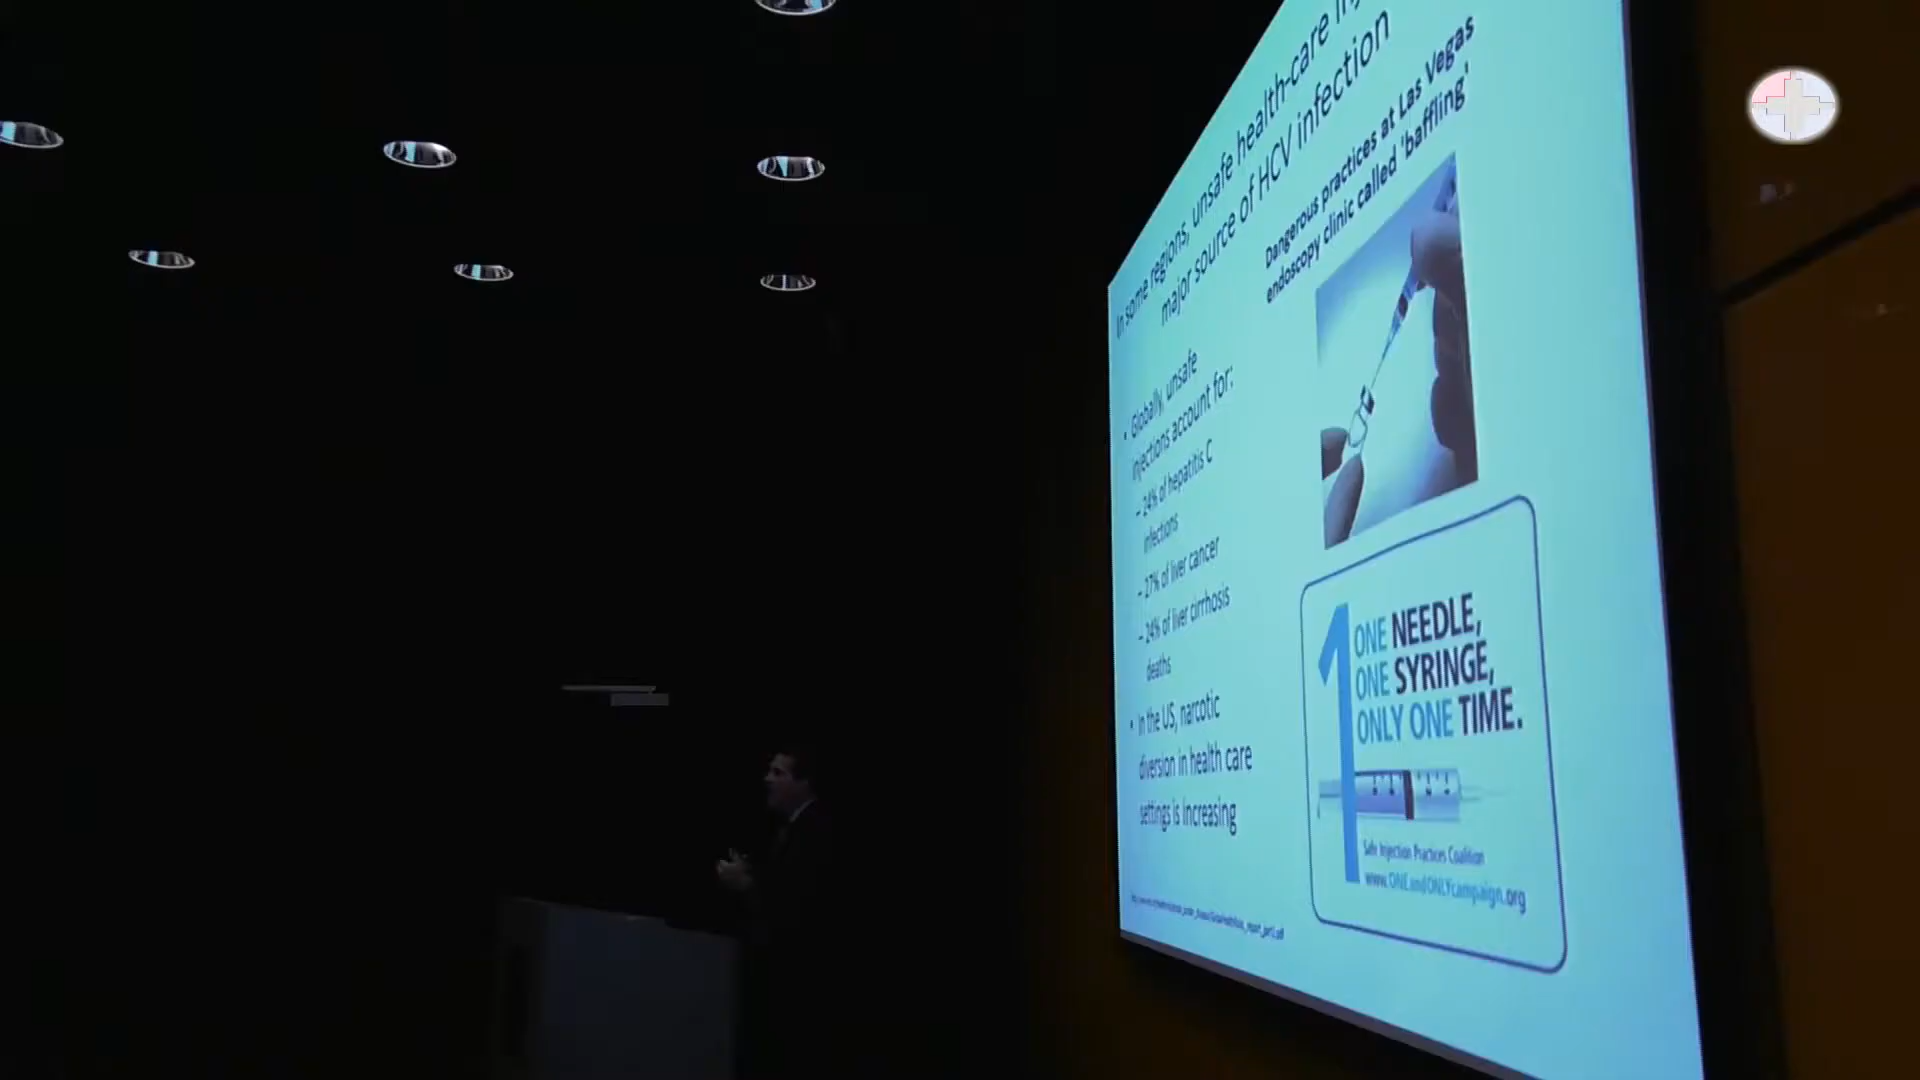 In some regions, unsafe health-care
major source of HCV infection
Dangerous practices at Las Vegas
endoscopy clinic called 'baffling'
• Globally, unsafe
injections account for:
– 24% of hepatitis C
infections
– 27% of liver cancer
– 24% of liver cirrhosis
deaths
• In the US, narcotic
diversion in health care
settings is increasing
1 ONE NEEDLE,
ONE SYRINGE,
ONLY ONE TIME.
Safe Injection Practices Coalition
www.ONEandONLYcampaign.org